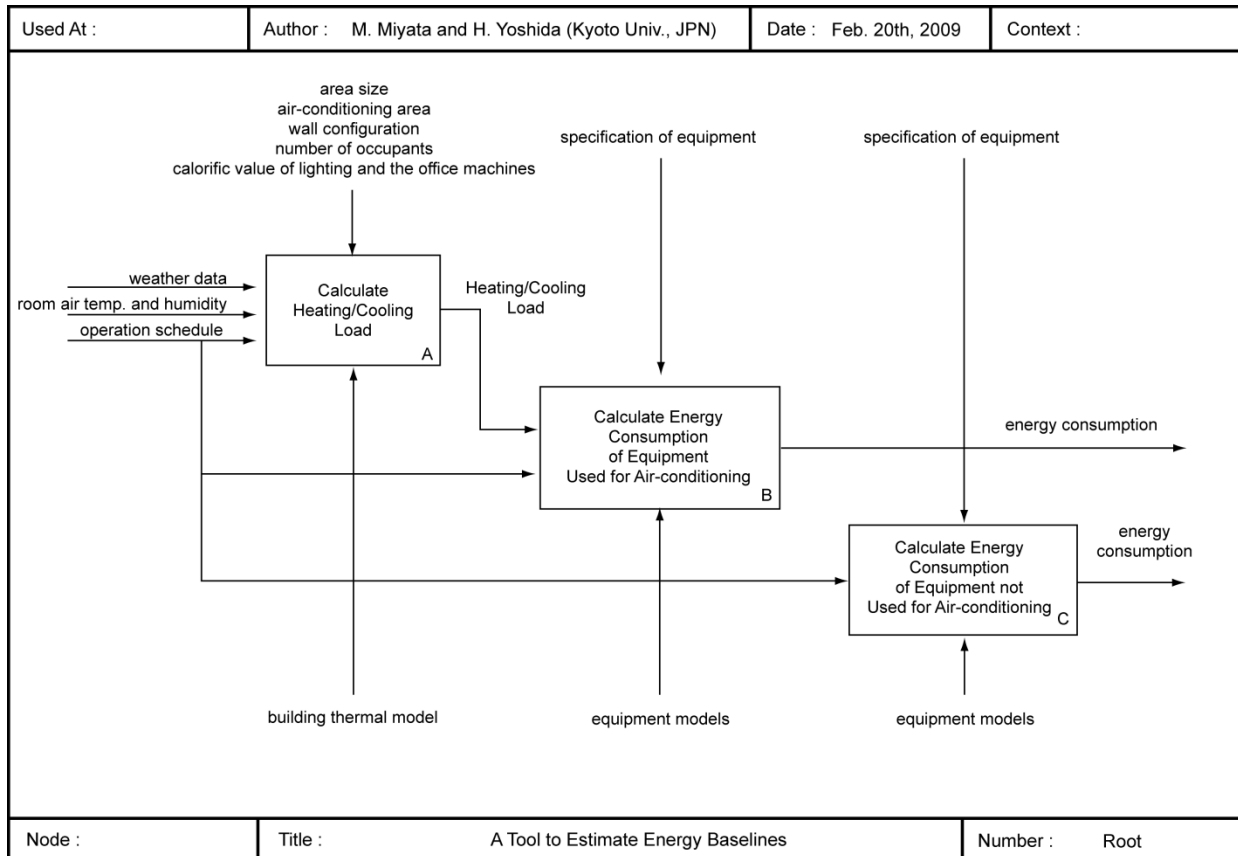 Used At :
Author : M. Miyata and H. Yoshida (Kyoto Univ., JPN)
Date : Feb. 20th, 2009
Context :
area size
air-conditioning area
wall configuration
number of occupants
calorific value of lighting and the office machines
specification of equipment
specification of equipment
weather data
room air temp. and humidity
operation schedule
Calculate
Heating/Cooling
Load
A
Heating/Cooling
Load
Calculate Energy
Consumption
of Equipment
Used for Air-conditioning
B
energy consumption
Calculate Energy
Consumption
of Equipment not
Used for Air-conditioning
C
energy
consumption
building thermal model
equipment models
equipment models
Node :
Title : A Tool to Estimate Energy Baselines
Number : Root